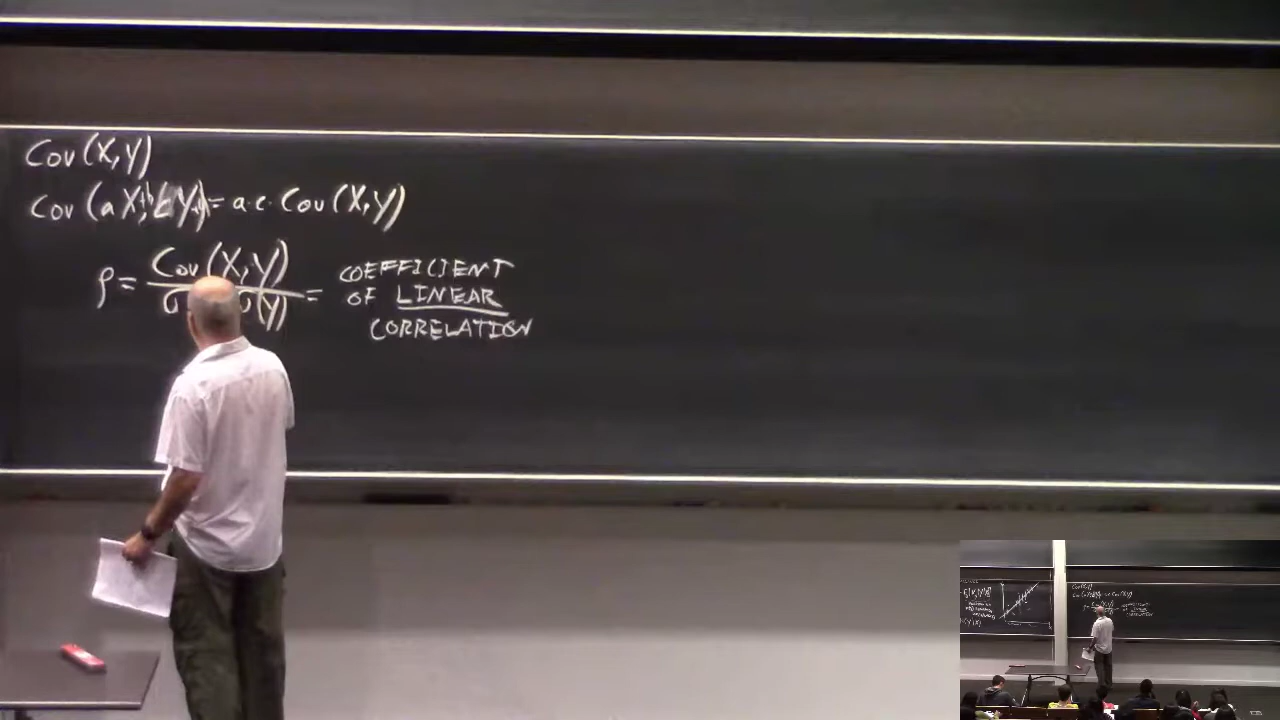 Cov (X,Y)
Cov (aX+b, cY+d) = a·c· Cov (X,Y)
ρ = Cov (X,Y) / σ σ(Y) = COEFFICIENT
OF LINEAR
CORRELATION